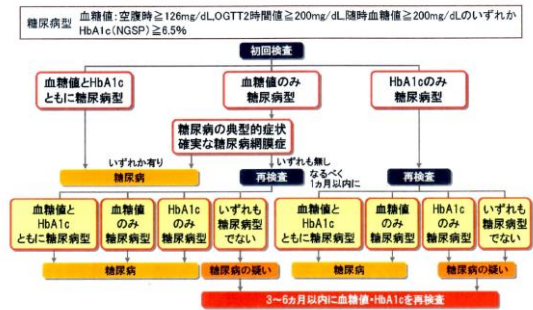 糖尿病型
血糖値:空腹時≧126mg/dL,OGTT2時間値≧200mg/dL,随時血糖値≧200mg/dLのいずれか
HbA1c(NGSP)≧6.5%
初回検査
血糖値とHbA1c
ともに糖尿病型
血糖値のみ
糖尿病型
HbA1cのみ
糖尿病型
糖尿病の典型的症状
確実な糖尿病網膜症
いずれか有り
いずれも無し
糖尿病
再検査
なるべく
1ヵ月以内に
再検査
血糖値と
HbA1c
ともに糖尿病型
血糖値
のみ
糖尿病型
HbA1c
のみ
糖尿病型
いずれも
糖尿病型
でない
血糖値と
HbA1c
ともに糖尿病型
血糖値
のみ
糖尿病型
HbA1c
のみ
糖尿病型
いずれも
糖尿病型
でない
糖尿病
糖尿病の疑い
糖尿病
糖尿病の疑い
3~6ヵ月以内に血糖値・HbA1cを再検査